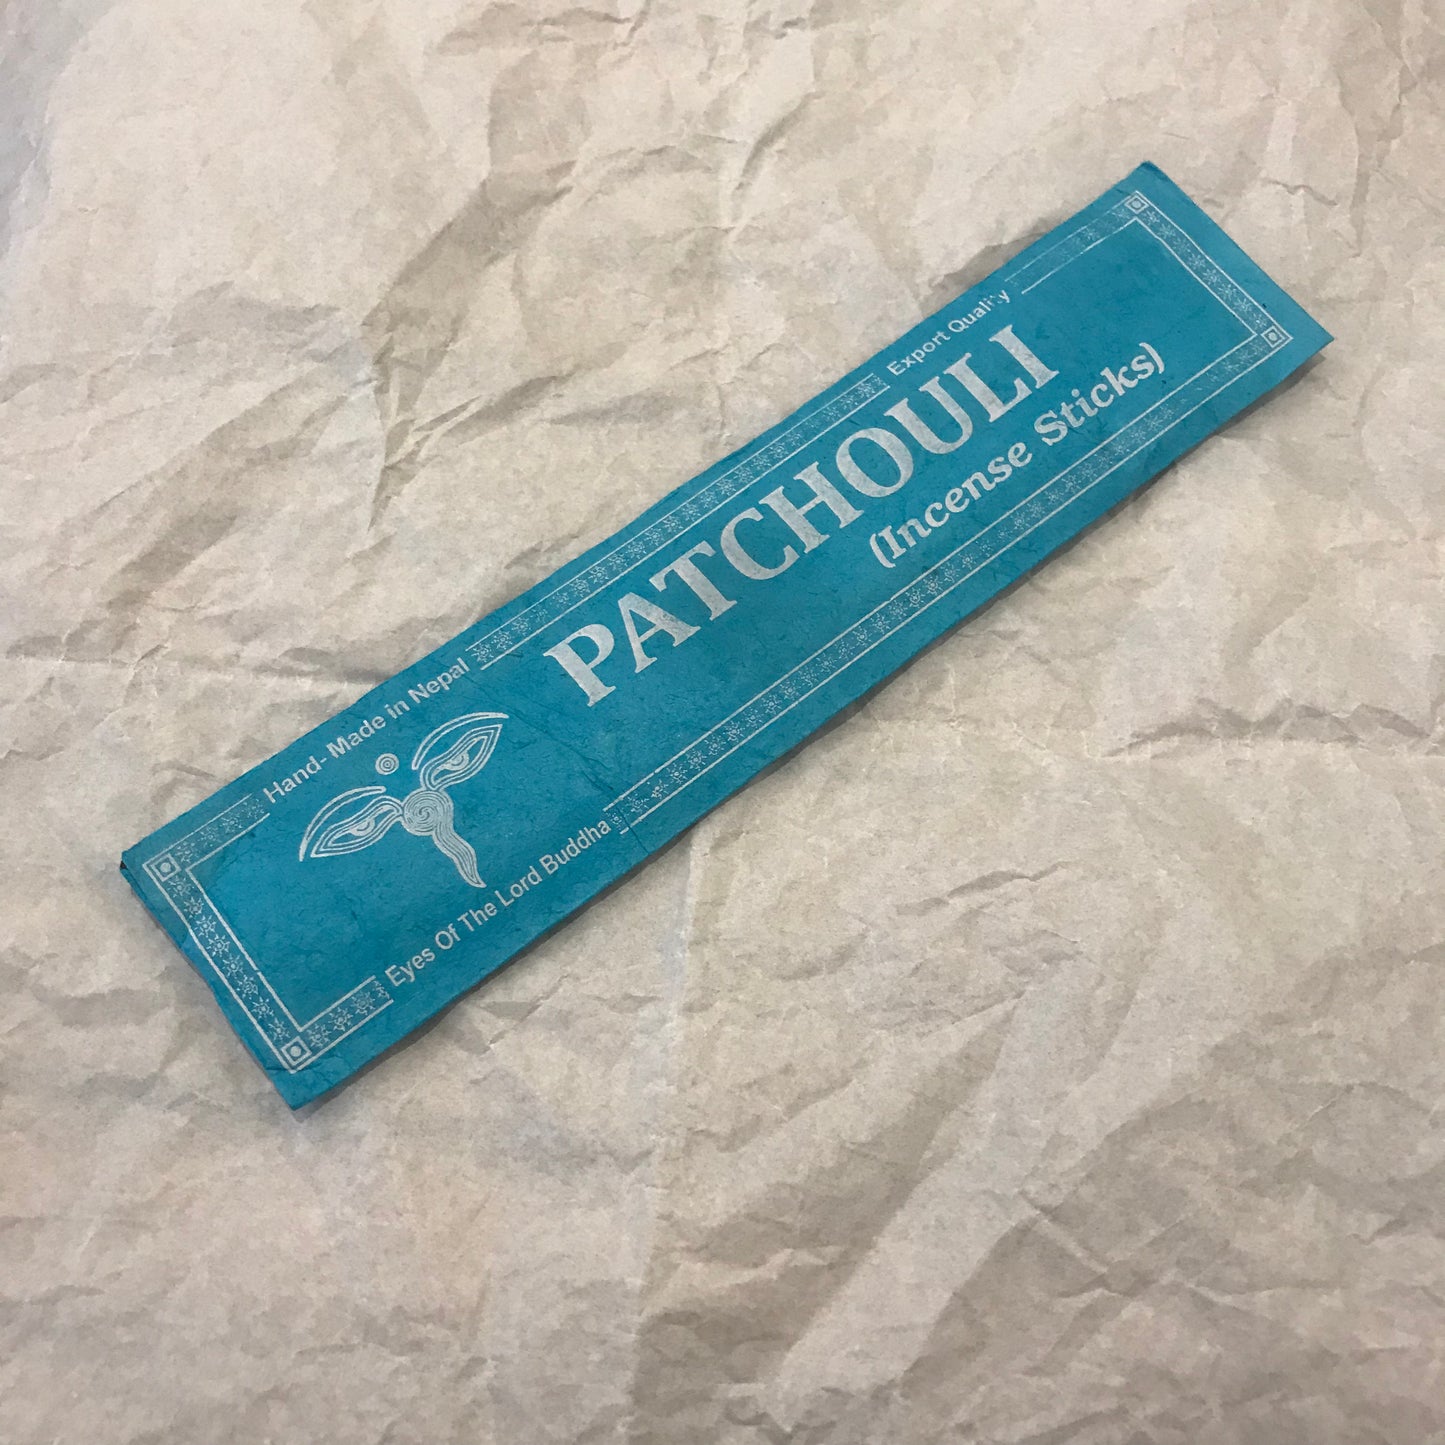 Hand- Made in Nepal
Export Quality
PATCHOULI
(Incense Sticks)
Eyes Of The Lord Buddha